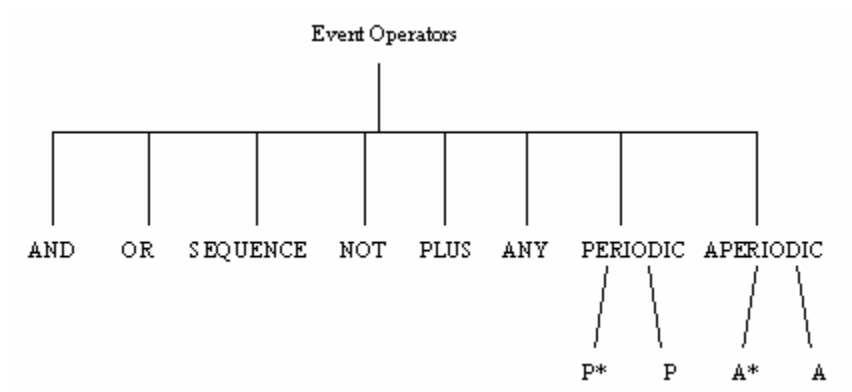 Event Operators
AND OR SEQUENCE NOT PLUS ANY PERIODIC APERIODIC
P* P A* A